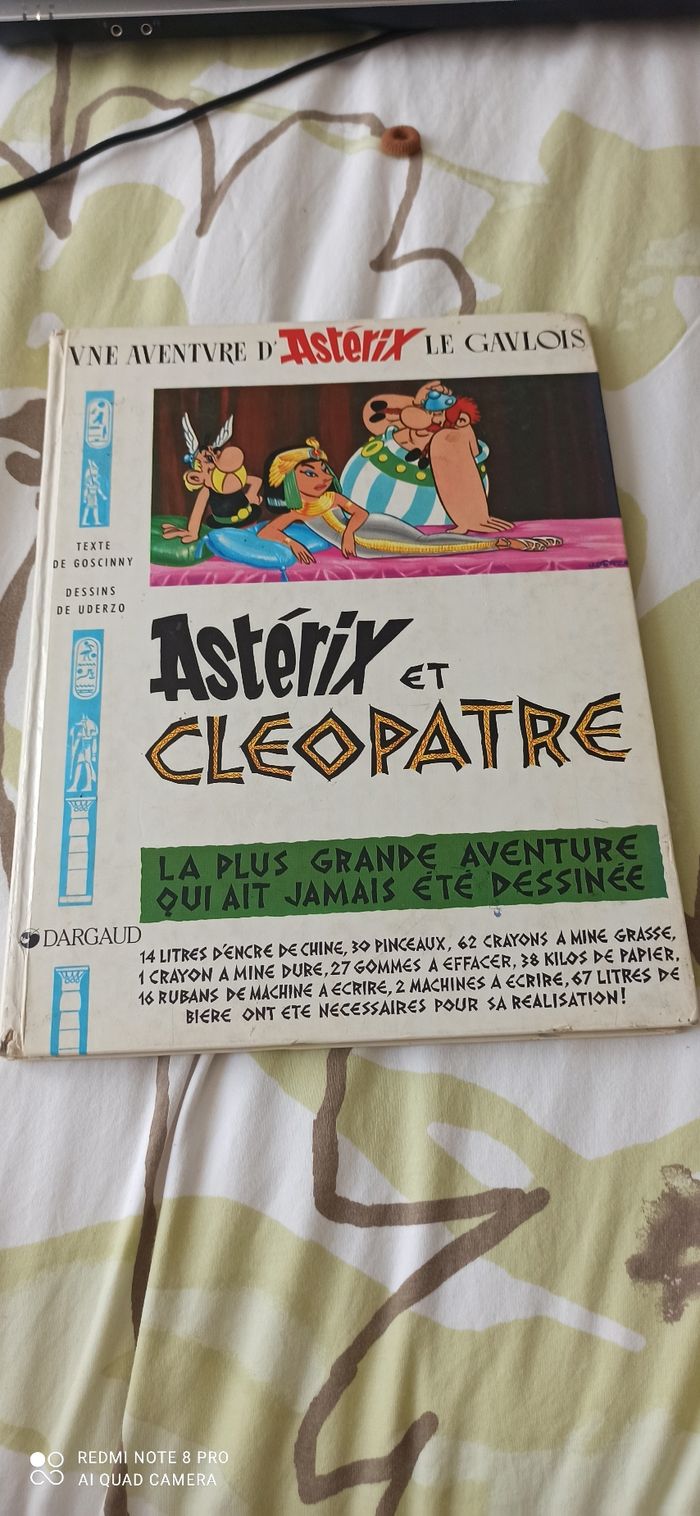 VNE AVENTVRE D'Astérix LE GAVLOIS
TEXTE
DE GOSCINNY
DESSINS
DE UDERZO
Astérix ET
CLEOPATRE
LA PLUS GRANDE AVENTURE
QUI AIT JAMAIS ÉTÉ DESSINÉE
DARGAUD
14 LITRES D'ENCRE DE CHINE, 30 PINCEAUX, 62 CRAYONS A MINE GRASSE,
1 CRAYON A MINE DURE, 27 GOMMES A EFFACER, 38 KILOS DE PAPIER,
16 RUBANS DE MACHINE A ECRIRE, 2 MACHINES A ECRIRE, 67 LITRES DE
BIERE ONT ETE NECESSAIRES POUR SA REALISATION!
REDMI NOTE 8 PRO
AI QUAD CAMERA